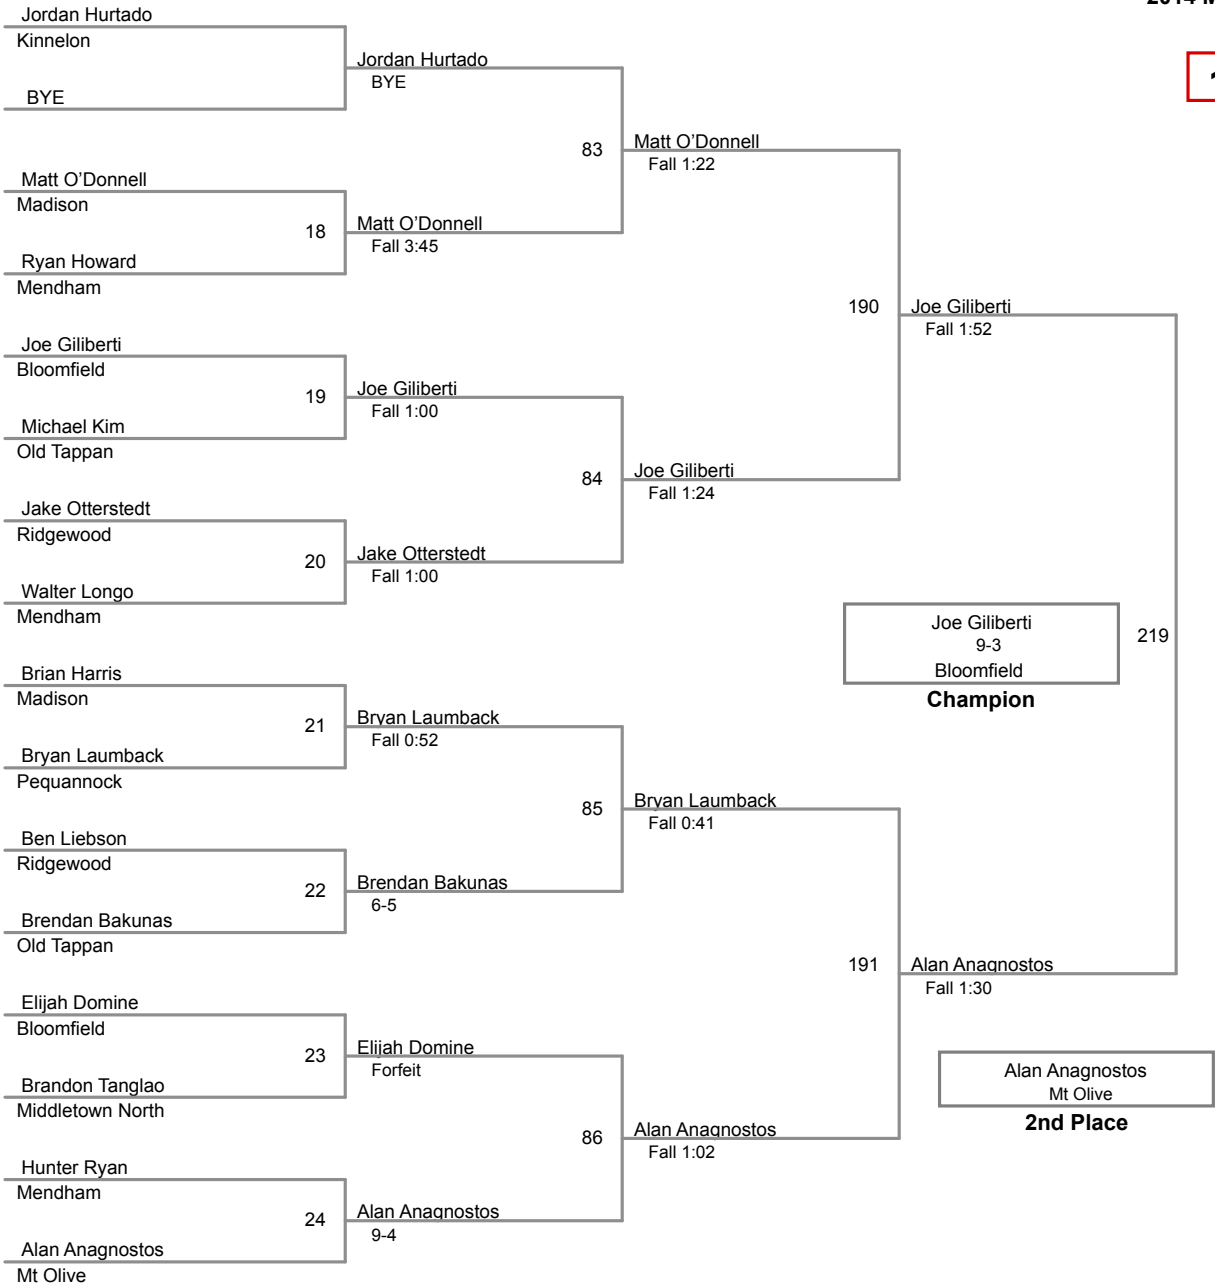 Jordan Hurtado
Kinnelon
BYE
Matt O’Donnell
Madison
Ryan Howard
Mendham
Joe Giliberti
Bloomfield
Michael Kim
Old Tappan
Jake Otterstedt
Ridgewood
Walter Longo
Mendham
Brian Harris
Madison
Bryan Laumback
Pequannock
Ben Liebson
Ridgewood
Brendan Bakunas
Old Tappan
Elijah Domine
Bloomfield
Brandon Tanglao
Middletown North
Hunter Ryan
Mendham
Alan Anagnostos
Mt Olive
18
19
20
21
22
23
24
Jordan Hurtado
BYE
Matt O’Donnell
Fall 3:45
Joe Giliberti
Fall 1:00
Jake Otterstedt
Fall 1:00
Bryan Laumback
Fall 0:52
Brendan Bakunas
6-5
Elijah Domine
Forfeit
Alan Anagnostos
9-4
83
84
85
86
Matt O’Donnell
Fall 1:22
Joe Giliberti
Fall 1:24
Bryan Laumback
Fall 0:41
Alan Anagnostos
Fall 1:02
190
191
Joe Giliberti
Fall 1:52
Alan Anagnostos
Fall 1:30
219
Joe Giliberti
9-3
Bloomfield
Champion
Alan Anagnostos
Mt Olive
2nd Place